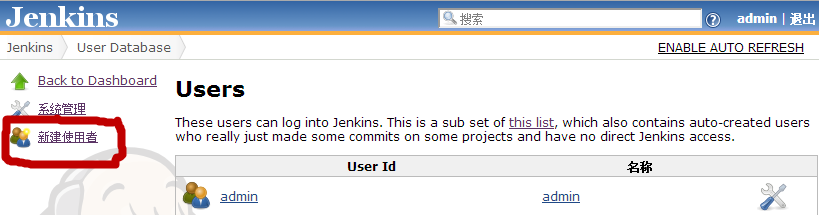 Jenkins
搜索
admin | 退出
Jenkins User Database
ENABLE AUTO REFRESH
Back to Dashboard
系统管理
新建使用者
Users
These users can log into Jenkins. This is a sub set of this list, which also contains auto-created users
who really just made some commits on some projects and have no direct Jenkins access.
User Id 名称
admin admin